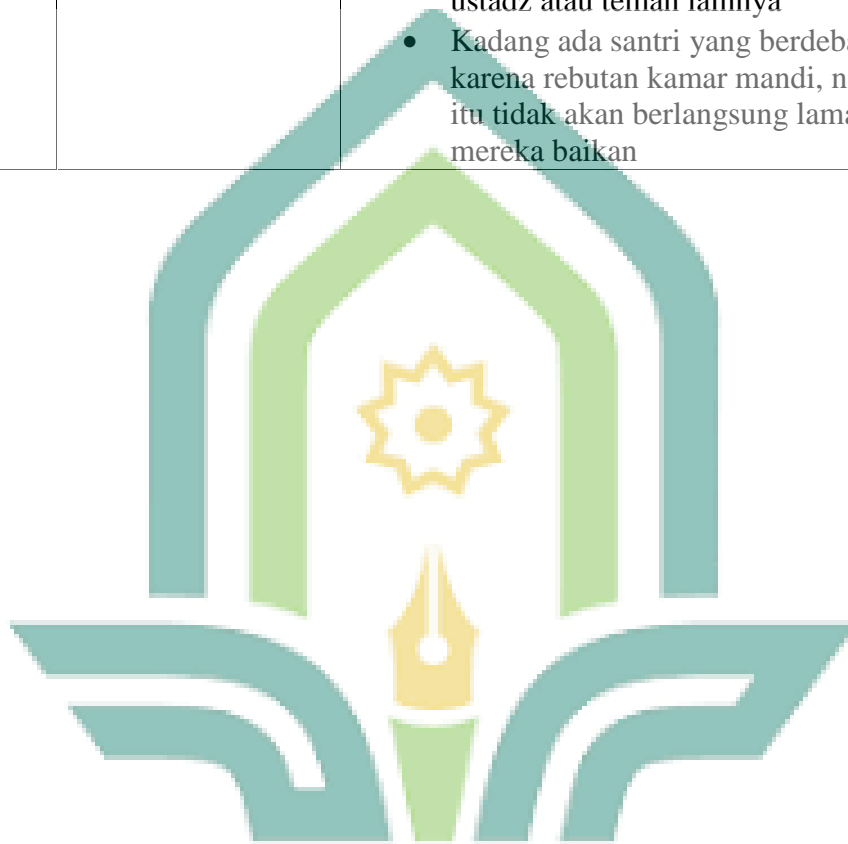 ustadz atau teman lainnya
• Kadang ada santri yang berdeba
karena rebutan kamar mandi, n
itu tidak akan berlangsung lama
mereka baikan